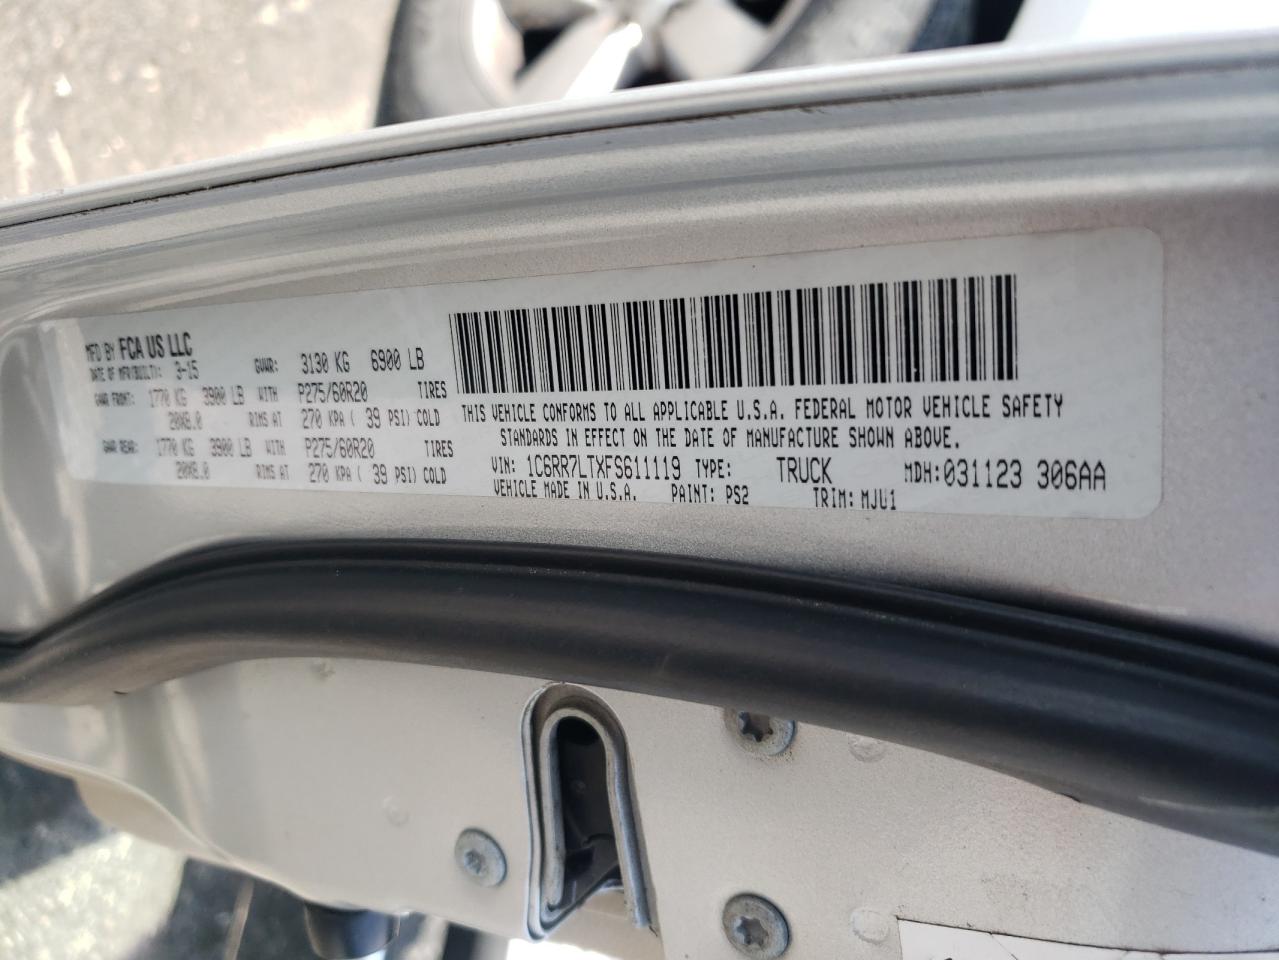 MFD BY FCA US LLC
DATE OF MFR(BUILT): 3-15 GVWR: 3130 KG 6900 LB
GAWR FRONT: 1770 KG 3900 LB WITH P275/60R20 TIRES
20X8.0 RIMS AT 270 KPA ( 39 PSI) COLD
GAWR REAR: 1770 KG 3900 LB WITH P275/60R20 TIRES
20X8.0 RIMS AT 270 KPA ( 39 PSI) COLD
THIS VEHICLE CONFORMS TO ALL APPLICABLE U.S.A. FEDERAL MOTOR VEHICLE SAFETY
STANDARDS IN EFFECT ON THE DATE OF MANUFACTURE SHOWN ABOVE.
VIN: 1C6RR7LTXFS611119 TYPE: TRUCK MDH:031123 306AA
VEHICLE MADE IN U.S.A. PAINT: PS2 TRIM: MJU1